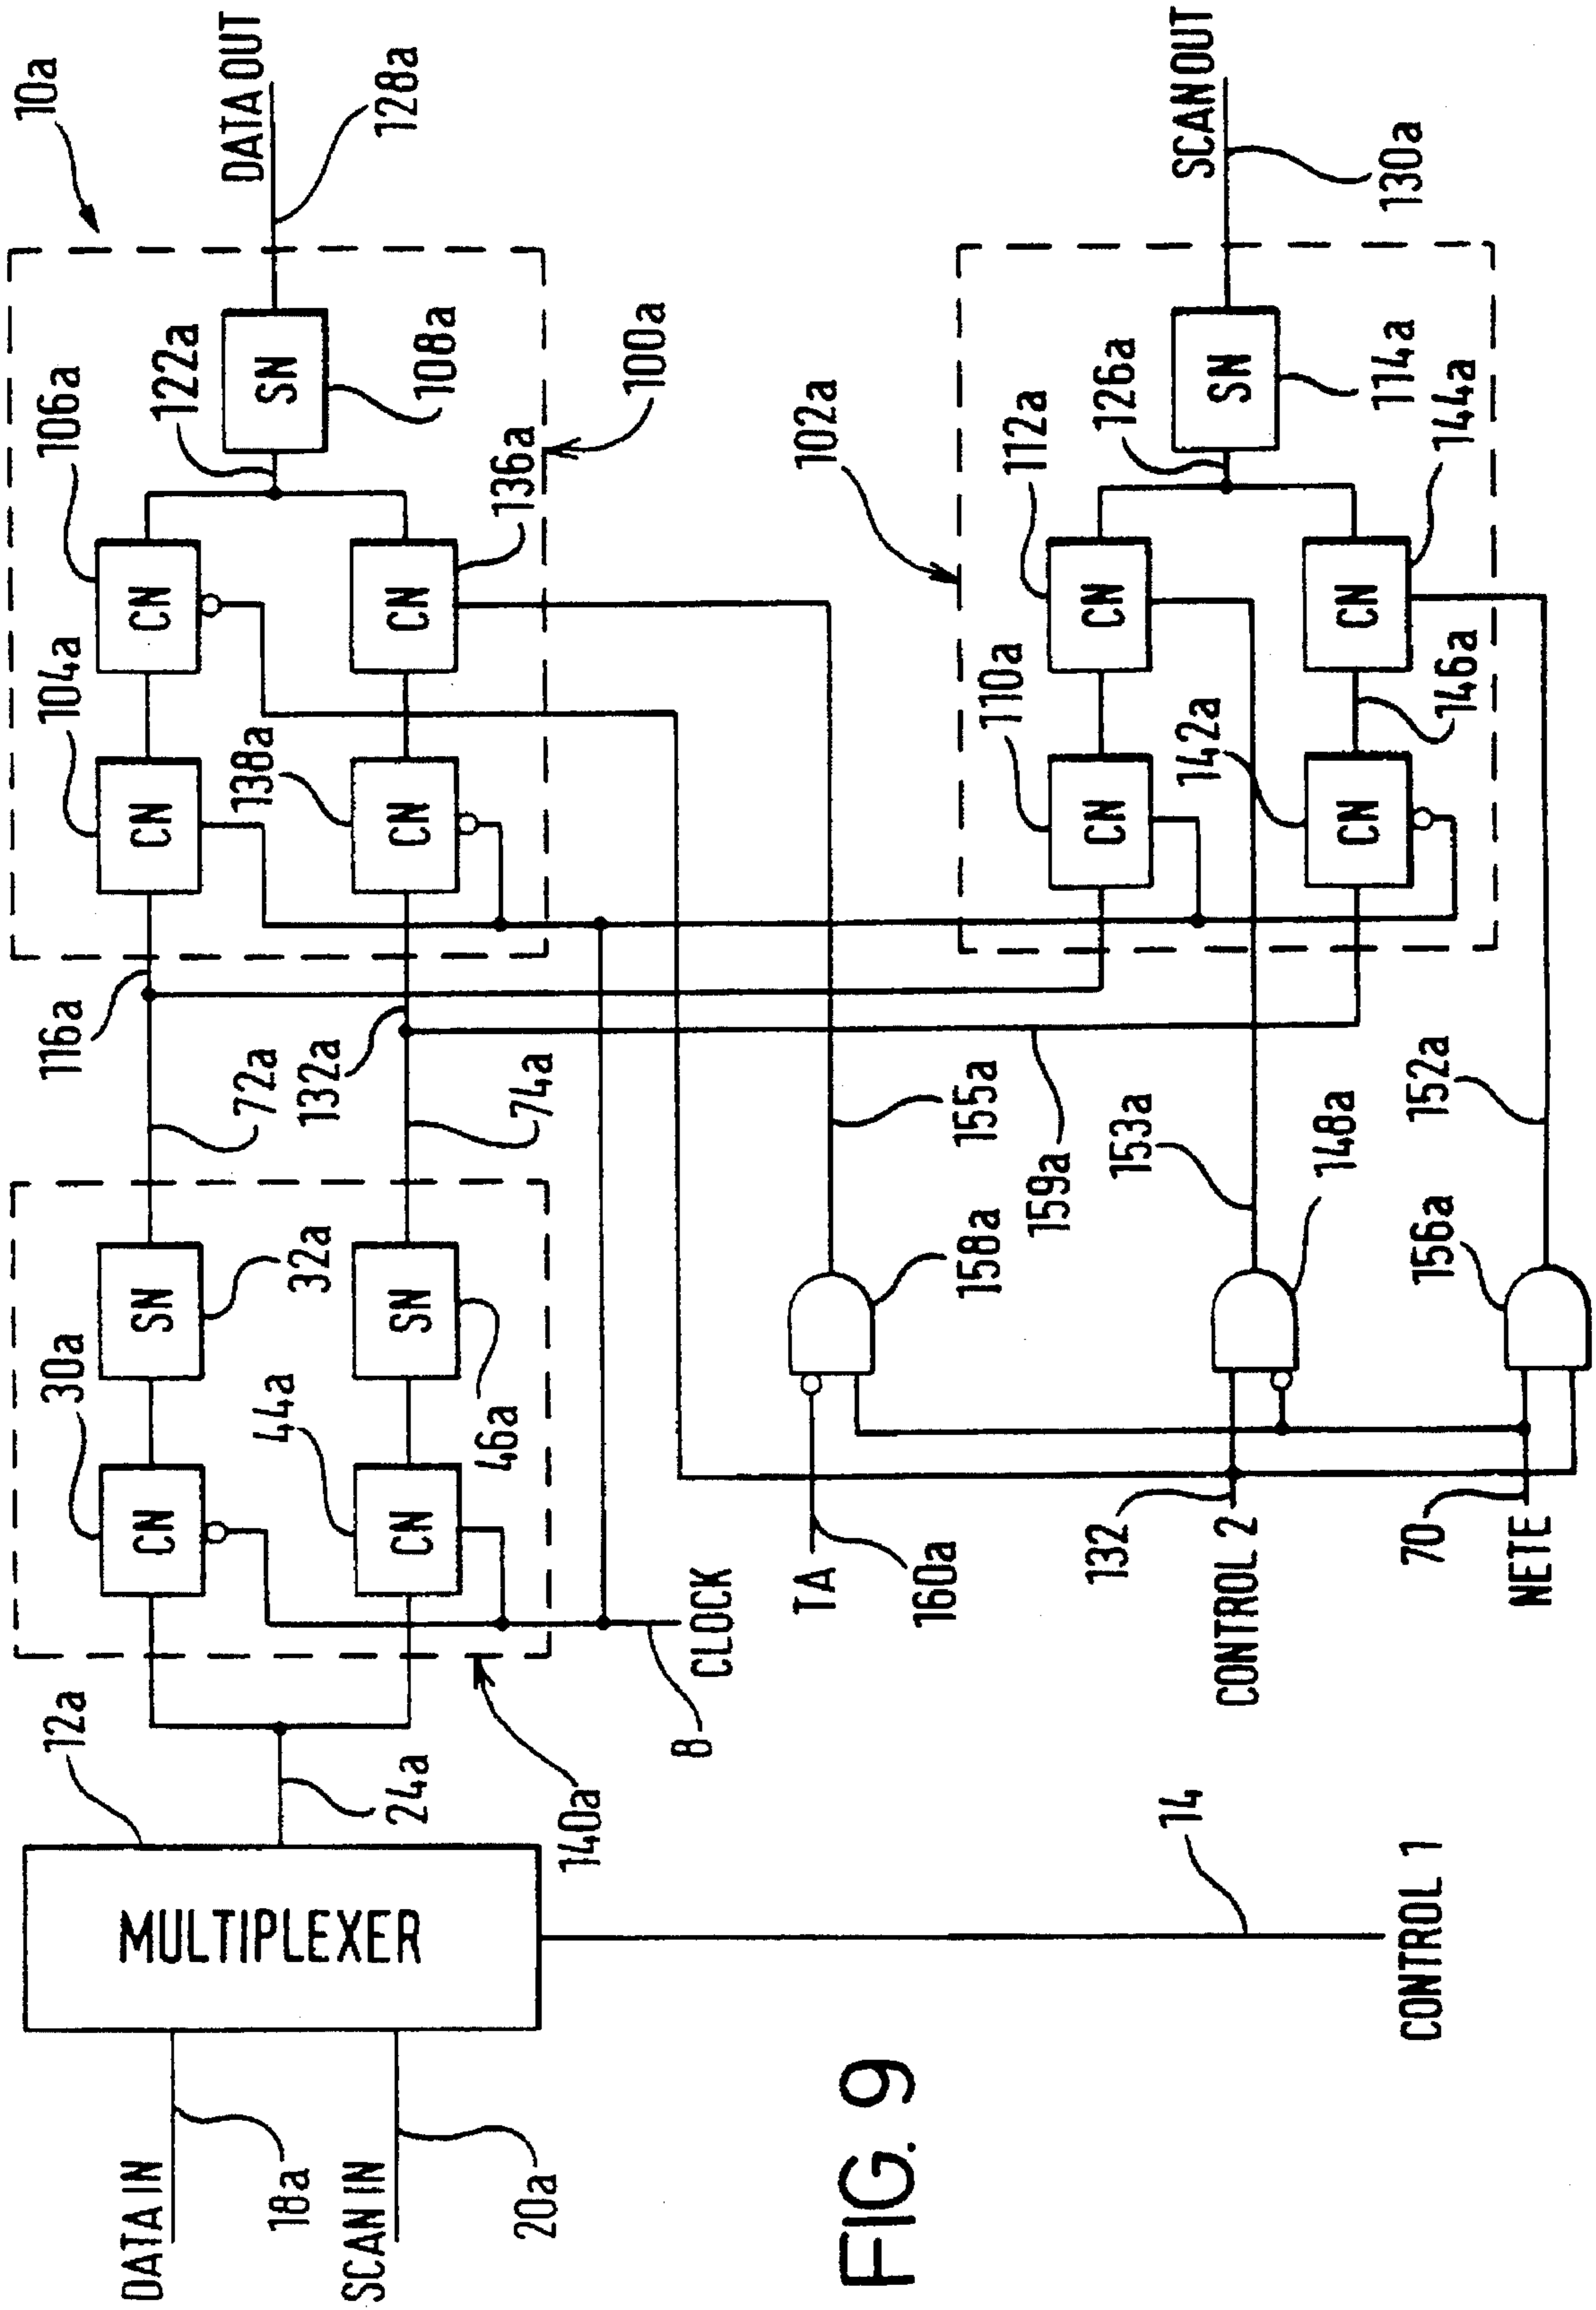 10a
DATA OUT
128a
106a
122a
SN
108a
CN
136a
100a
104a
CN
138a
CN
CN
116a
72a
132a
74a
30a
32a
SN
CN
44a
SN
46a
CN
12a
24a
140a
8
CLOCK
MULTIPLEXER
DATA IN
18a
SCAN IN
20a
SCAN OUT
130a
102a
112a
126a
SN
114a
CN
144a
110a
CN
142a
146a
CN
CN
155a
159a
153a
148a
152a
158a
156a
TA
160a
132
CONTROL 2
70
NETE
14
CONTROL 1
FIG. 9